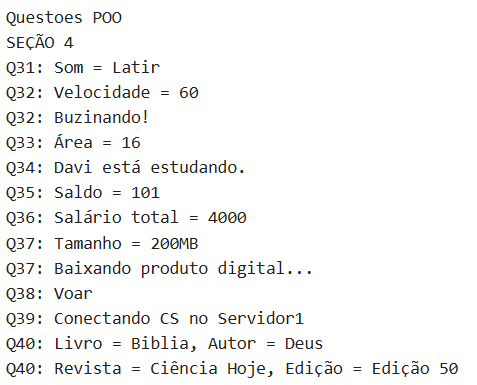 Questoes POO
SEÇÃO 4
Q31: Som = Latir
Q32: Velocidade = 60
Q32: Buzinando!
Q33: Área = 16
Q34: Davi está estudando.
Q35: Saldo = 101
Q36: Salário total = 4000
Q37: Tamanho = 200MB
Q37: Baixando produto digital...
Q38: Voar
Q39: Conectando CS no Servidor1
Q40: Livro = Biblia, Autor = Deus
Q40: Revista = Ciência Hoje, Edição = Edição 50